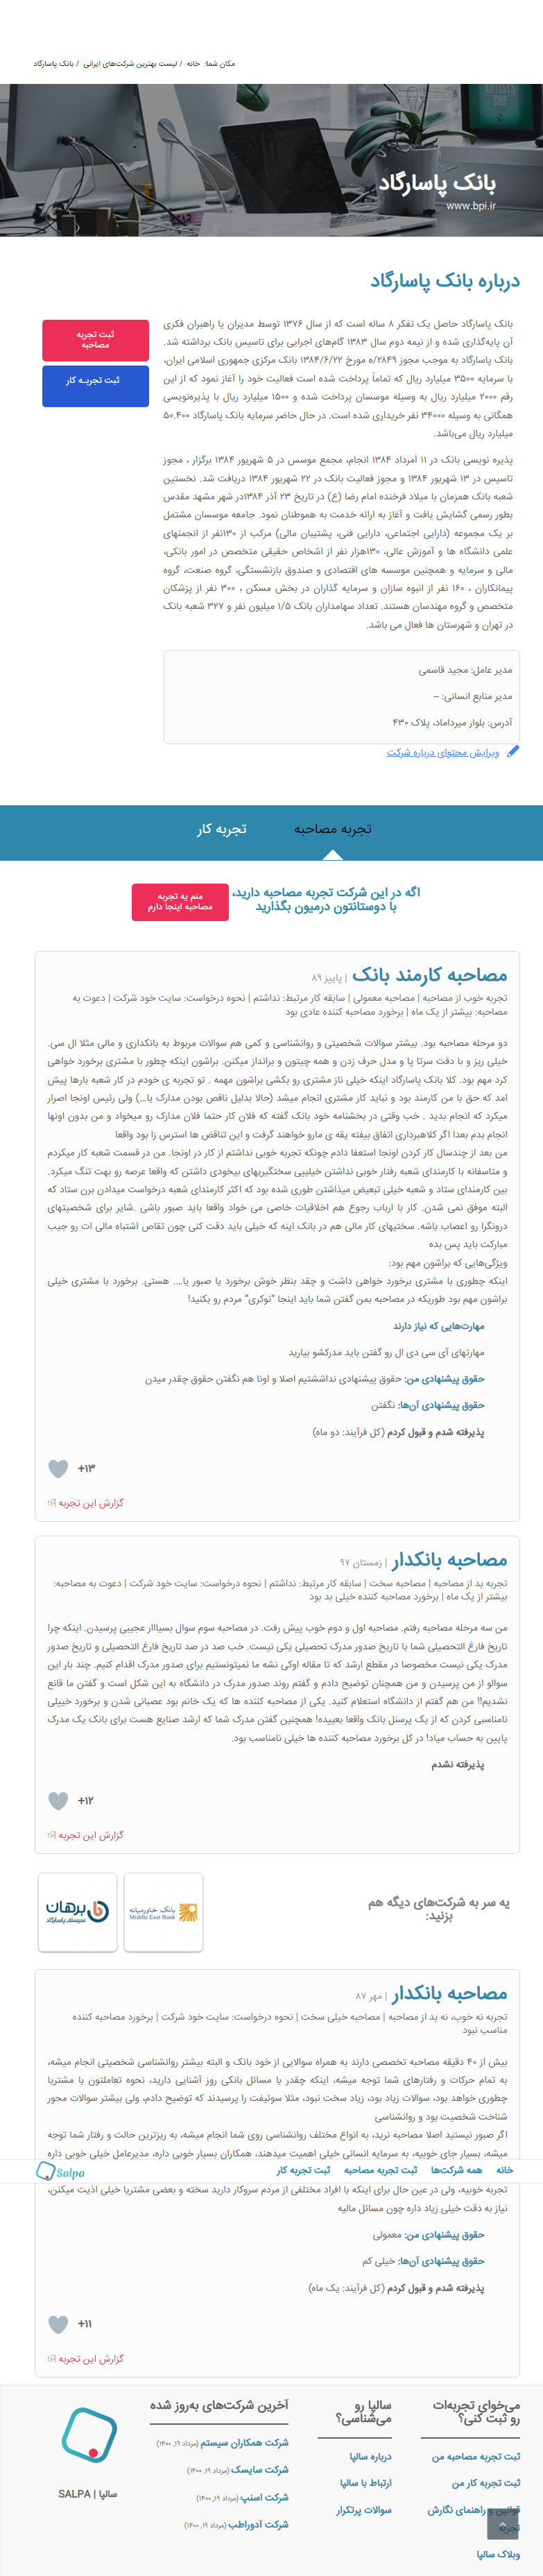 مکان شما: خانه / لیست بهترین شرکت‌های ایرانی / بانک پاسارگاد
بانک پاسارگاد
www.bpi.ir
درباره بانک پاسارگاد
ثبت تجربه
مصاحبه
ثبت تجربـه کار
بانک پاسارگاد حاصل یک تفکر ۸ ساله است که از سال ۱۳۷۶ توسط مدیران یا راهبران فکری
آن پایه‌گذاری شده و از نیمه دوم سال ۱۳۸۳ گام‌های اجرایی برای تاسیس بانک برداشته شد.
بانک پاسارگاد به موجب مجوز ۲۸۴۹/ه مورخ ۱۳۸۴/۶/۲۲ بانک مرکزی جمهوری اسلامی ایران،
با سرمایه ۳۵۰۰ میلیارد ریال که تماماً پرداخت شده است فعالیت خود را آغاز نمود که از این
رقم ۲۰۰۰ میلیارد ریال به وسیله موسسان پرداخت شده و ۱۵۰۰ میلیارد ریال با پذیره‌نویسی
همگانی به وسیله ۳۴۰۰۰ نفر خریداری شده است. در حال حاضر سرمایه بانک پاسارگاد ۵۰.۴۰۰
میلیارد ریال می‌باشد.
پذیره نویسی بانک در ۱۱ اَمرداد ۱۳۸۴ انجام، مجمع موسس در ۵ شهریور ۱۳۸۴ برگزار ، مجوز
تاسیس در ۱۳ شهریور ۱۳۸۴ و مجوز فعالیت بانک در ۲۲ شهریور ۱۳۸۴ دریافت شد. نخستین
شعبه بانک همزمان با میلاد فرخنده امام رضا (ع) در تاریخ ۲۳ آذر ۱۳۸۴در شهر مشهد مقدس
بطور رسمی گشایش یافت و آغاز به ارائه خدمت به هموطنان نمود. جامعه موسسان مشتمل
بر یک مجموعه (دارایی اجتماعی، دارایی فنی، پشتیبان مالی) مرکب از ۱۳۰نفر از انجمنهای
علمی دانشگاه ها و آموزش عالی، ۱۳۰هزار نفر از اشخاص حقیقی متخصص در امور بانکی،
مالی و سرمایه و همچنین موسسه های اقتصادی و صندوق بازنشستگی، گروه صنعت، گروه
پیمانکاران ، ۱۶۰ نفر از انبوه سازان و سرمایه گذاران در بخش مسکن ، ۳۰۰ نفر از پزشکان
متخصص و گروه مهندسان هستند. تعداد سهامداران بانک ۱/۵ میلیون نفر و ۳۲۷ شعبه بانک
در تهران و شهرستان ها فعال می باشد.
مدیر عامل: مجید قاسمی
مدیر منابع انسانی: –
آدرس: بلوار میرداماد، پلاک ۴۳۰
ویرایش محتوای درباره شرکت
تجربه مصاحبه
تجربه کار
اگه در این شرکت تجربه مصاحبه دارید،
با دوستانتون درمیون بگذارید
منم یه تجربه
مصاحبه اینجا دارم
مصاحبه کارمند بانک | پاییز ۸۹
تجربه خوب از مصاحبه | مصاحبه معمولی | سابقه کار مرتبط: نداشتم | نحوه درخواست: سایت خود شرکت | دعوت به
مصاحبه: بیشتر از یک ماه | برخورد مصاحبه کننده عادی بود
دو مرحله مصاحبه بود. بیشتر سوالات شخصیتی و روانشناسی و کمی هم سوالات مربوط به بانکداری و مالی مثلا ال سی.
خیلی ریز و با دقت سرتا پا و مدل حرف زدن و همه چیتون و برانداز میکنن. براشون اینکه چطور با مشتری برخورد خواهی
کرد مهم بود. کلا بانک پاسارگاد اینکه خیلی ناز مشتری رو بکشی براشون مهمه . تو تجربه ی خودم در کار شعبه بارها پیش
امد که حق با من کارمند بود و نباید کار مشتری انجام میشد (حالا بدلیل ناقص بودن مدارک یا...) ولی رئیس اونجا اصرار
میکرد که انجام بدید . خب وقتی در بخشنامه خود بانک گفته که فلان کار حتما فلان مدارک رو میخواد و من بدون اونها
انجام بدم بعدا اگر کلاهبرداری اتفاق بیفته یقه ی مارو خواهند گرفت و این تناقض ها استرس زا بود واقعا
من بعد از چندسال کار کردن اونجا استعفا دادم چونکه تجربه خوبی نداشتم از کار در اونجا. من در قسمت شعبه کار میکردم
و متاسفانه با کارمندای شعبه رفتار خوبی نداشتن خیلیی سختگیریهای بیخودی داشتن که واقعا عرصه رو بهت تنگ میکرد.
بین کارمندای ستاد و شعبه خیلی تبعیض میذاشتن طوری شده بود که اکثر کارمندای شعبه درخواست میدادن برن ستاد که
البته موفق نمی شدن. کار با ارباب رجوع هم اخلاقیات خاصی می خواد واقعا باید صبور باشی .شایر برای شخصیتهای
درونگرا رو اعصاب باشه. سختیهای کار مالی هم در بانک اینه که خیلی باید دقت کنی چون تقاص اشتباه مالی ات رو جیب
مبارکت باید پس بده
ویژگی‌هایی که براشون مهم بود:
اینکه چطوری با مشتری برخورد خواهی داشت و چقد بنظر خوش برخورد یا صبور یا.... هستی. برخورد با مشتری خیلی
براشون مهم بود طوریکه در مصاحبه بمن گفتن شما باید اینجا "نوکری" مردم رو بکنید!
مهارت‌هایی که نیاز دارند
مهارتهای آی سی دی ال رو گفتن باید مدرکشو بیارید
حقوق پیشنهادی من: حقوق پیشنهادی نداششتیم اصلا و اونا هم نگفتن حقوق چقدر میدن
حقوق پیشنهادی آن‌ها: نگفتن
پذیرفته شدم و قبول کردم (کل فرآیند: دو ماه)
+۱۳
گزارش این تجربه
مصاحبه بانکدار | زمستان ۹۷
تجربه بد از مصاحبه | مصاحبه سخت | سابقه کار مرتبط: نداشتم | نحوه درخواست: سایت خود شرکت | دعوت به مصاحبه:
بیشتر از یک ماه | برخورد مصاحبه کننده خیلی بد بود
من سه مرحله مصاحبه رفتم. مصاحبه اول و دوم خوب پیش رفت. در مصاحبه سوم سوال بسیاار عجیبی پرسیدن. اینکه چرا
تاریخ فارغ التحصیلی شما با تاریخ صدور مدرک تحصیلی یکی نیست. خب صد در صد تاریخ فارغ التحصیلی و تاریخ صدور
مدرک یکی نیست مخصوصا در مقطع ارشد که تا مقاله اوکی نشه ما نمیتونستیم برای صدور مدرک اقدام کنیم. چند بار این
سوالو از من پرسیدن و من همچنان توضیح دادم و گفتم روند صدور مدرک در دانشگاه به این شکل است و گفتن ما قانع
نشدیم!! من هم گفتم از دانشگاه استعلام کنید. یکی از مصاحبه کننده ها که یک خانم بود عصبانی شدن و برخورد خییلی
نامناسبی کردن که از یک پرسنل بانک واقعا بعییده! همچنین گفتن مدرک شما که ارشد صنایع هست برای بانک یک مدرک
پایین به حساب میاد! در کل برخورد مصاحبه کننده ها خیلی نامناسب بود.
پذیرفته نشدم
+۱۲
گزارش این تجربه
یه سر به شرکت‌های دیگه هم
بزنید:
بانک خاورمیانه
Middle East Bank
برهان
سیستم پاسارگاد
مصاحبه بانکدار | مهر ۸۷
تجربه نه خوب، نه بد از مصاحبه | مصاحبه خیلی سخت | نحوه درخواست: سایت خود شرکت | برخورد مصاحبه کننده
مناسب نبود
بیش از ۴۰ دقیقه مصاحبه تخصصی دارند به همراه سوالایی از خود بانک و البته بیشتر روانشناسی شخصیتی انجام میشه،
به تمام حرکات و رفتارهای شما توجه میشه، اینکه چقدر با مسائل بانکی روز آشنایی دارید، نحوه تعاملتون با مشتریا
چطوری خواهد بود، سوالات زیاد بود، زیاد سخت نبود، مثلا سوئیفت را پرسیدند که توضیح دادم، ولی بیشتر سوالات محور
شناخت شخصیت بود و روانشناسی
اگر صبور نیستید اصلا مصاحبه نرید، به انواع مختلف روانشناسی روی شما انجام میشه، به ریزترین حالت و رفتار شما توجه
میشه، بسیار جای خوبیه، به سرمایه انسانی خیلی اهمیت میدهند، همکاران بسیار خوبی داره، مدیرعامل خیلی خوبی داره
خانه همه شرکت‌ها ثبت تجربه مصاحبه ثبت تجربه کار
Salpa
تجربه خوبیه، ولی در عین حال برای اینکه با افراد مختلفی از مردم سروکار دارید سخته و بعضی مشتریا خیلی اذیت میکنن،
نیاز به دقت خیلی زیاد داره چون مسائل مالیه
حقوق پیشنهادی من: معمولی
حقوق پیشنهادی آن‌ها: خیلی کم
پذیرفته شدم و قبول کردم (کل فرآیند: یک ماه)
+۱۱
گزارش این تجربه
می‌خوای تجربه‌ات
رو ثبت کنی؟
ثبت تجربه مصاحبه من
ثبت تجربه کار من
قوانین و راهنمای نگارش
تجربه
وبلاگ سالپا
سالپا رو
می‌شناسی؟
درباره سالپا
ارتباط با سالپا
سوالات پرتکرار
آخرین شرکت‌های به‌روز شده
شرکت همکاران سیستم (مرداد ۱۹, ۱۴۰۰)
شرکت سایسک (مرداد ۱۹, ۱۴۰۰)
شرکت اسنپ (مرداد ۱۹, ۱۴۰۰)
شرکت آدوراطب (مرداد ۱۹, ۱۴۰۰)
سالپا | SALPA